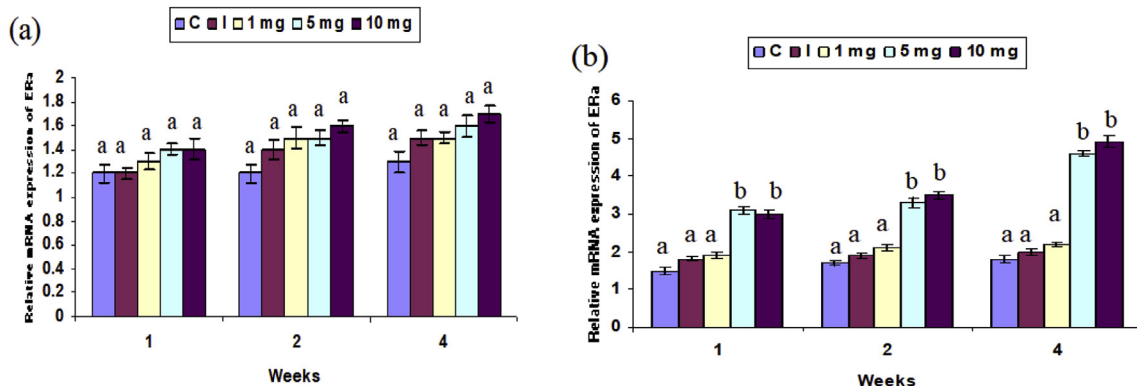 (a)
C I 1 mg 5 mg 10 mg
Relative mRNA expression of ERa
2
1.8
1.6
1.4
1.2
1
0.8
0.6
0.4
0.2
0
a a a a a
a a a a a
a a a a a
1 2 4
Weeks
(b)
C I 1 mg 5 mg 10 mg
Relative mRNA expression of ERa
6
5
4
3
2
1
0
a a a b b
a a a b b
a a a b b
1 2 4
Weeks